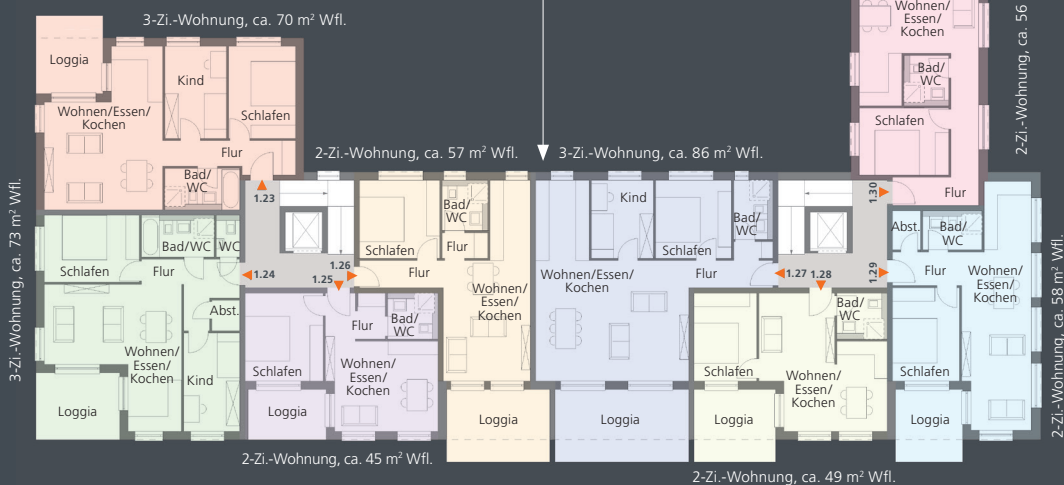 3-Zi.-Wohnung, ca. 70 m² Wfl.
Loggia
Kind
Schlafen
Wohnen/Essen/
Kochen
Flur
Bad/
WC
1.23
3-Zi.-Wohnung, ca. 73 m² Wfl.
Schlafen
Bad/WC
WC
Flur
Abst.
Wohnen/
Essen/
Kochen
Kind
Loggia
1.24
1.25
1.26
2-Zi.-Wohnung, ca. 57 m² Wfl.
Schlafen
Bad/
WC
Flur
Flur
Wohnen/
Essen/
Kochen
Loggia
Schlafen
Flur
Bad/
WC
Wohnen/
Essen/
Kochen
Loggia
2-Zi.-Wohnung, ca. 45 m² Wfl.
3-Zi.-Wohnung, ca. 86 m² Wfl.
Kind
Schlafen
Bad/
WC
Wohnen/Essen/
Kochen
Flur
Loggia
1.27
1.28
1.29
1.30
Schlafen
Bad/
WC
Wohnen/
Essen/
Kochen
Loggia
2-Zi.-Wohnung, ca. 49 m² Wfl.
Wohnen/
Essen/
Kochen
Bad/
WC
Schlafen
Flur
2-Zi.-Wohnung, ca. 56
Abst.
Bad/
WC
Flur
Wohnen/
Essen/
Kochen
Schlafen
Loggia
2-Zi.-Wohnung, ca. 58 m² Wfl.